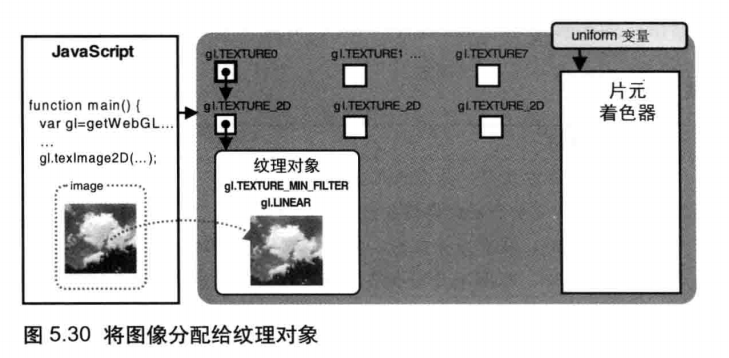 JavaScript
function main() {
var gl=getWebGL...
...
gl.texImage2D(...);
image
gl.TEXTURE0
gl.TEXTURE1 ...
gl.TEXTURE7
gl.TEXTURE_2D
gl.TEXTURE_2D
gl.TEXTURE_2D
纹理对象
gl.TEXTURE_MIN_FILTER
gl.LINEAR
uniform 变量
片元
着色器
图 5.30 将图像分配给纹理对象